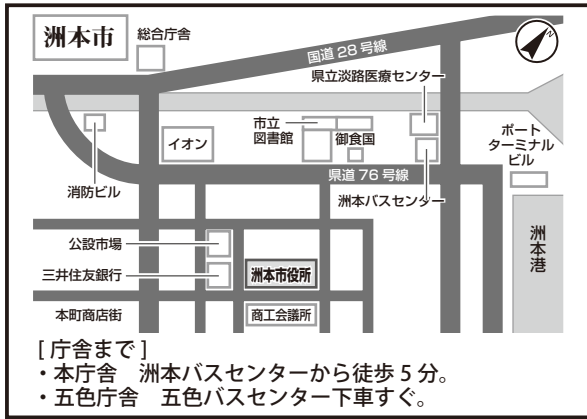 洲本市
総合庁舎
国道28号線
県立淡路医療センター
市立
図書館
御食国
イオン
ポート
ターミナル
ビル
消防ビル
県道76号線
洲本バスセンター
公設市場
三井住友銀行
洲本市役所
洲本港
本町商店街
商工会議所
[庁舎まで]
・本庁舎　洲本バスセンターから徒歩5分。
・五色庁舎　五色バスセンター下車すぐ。